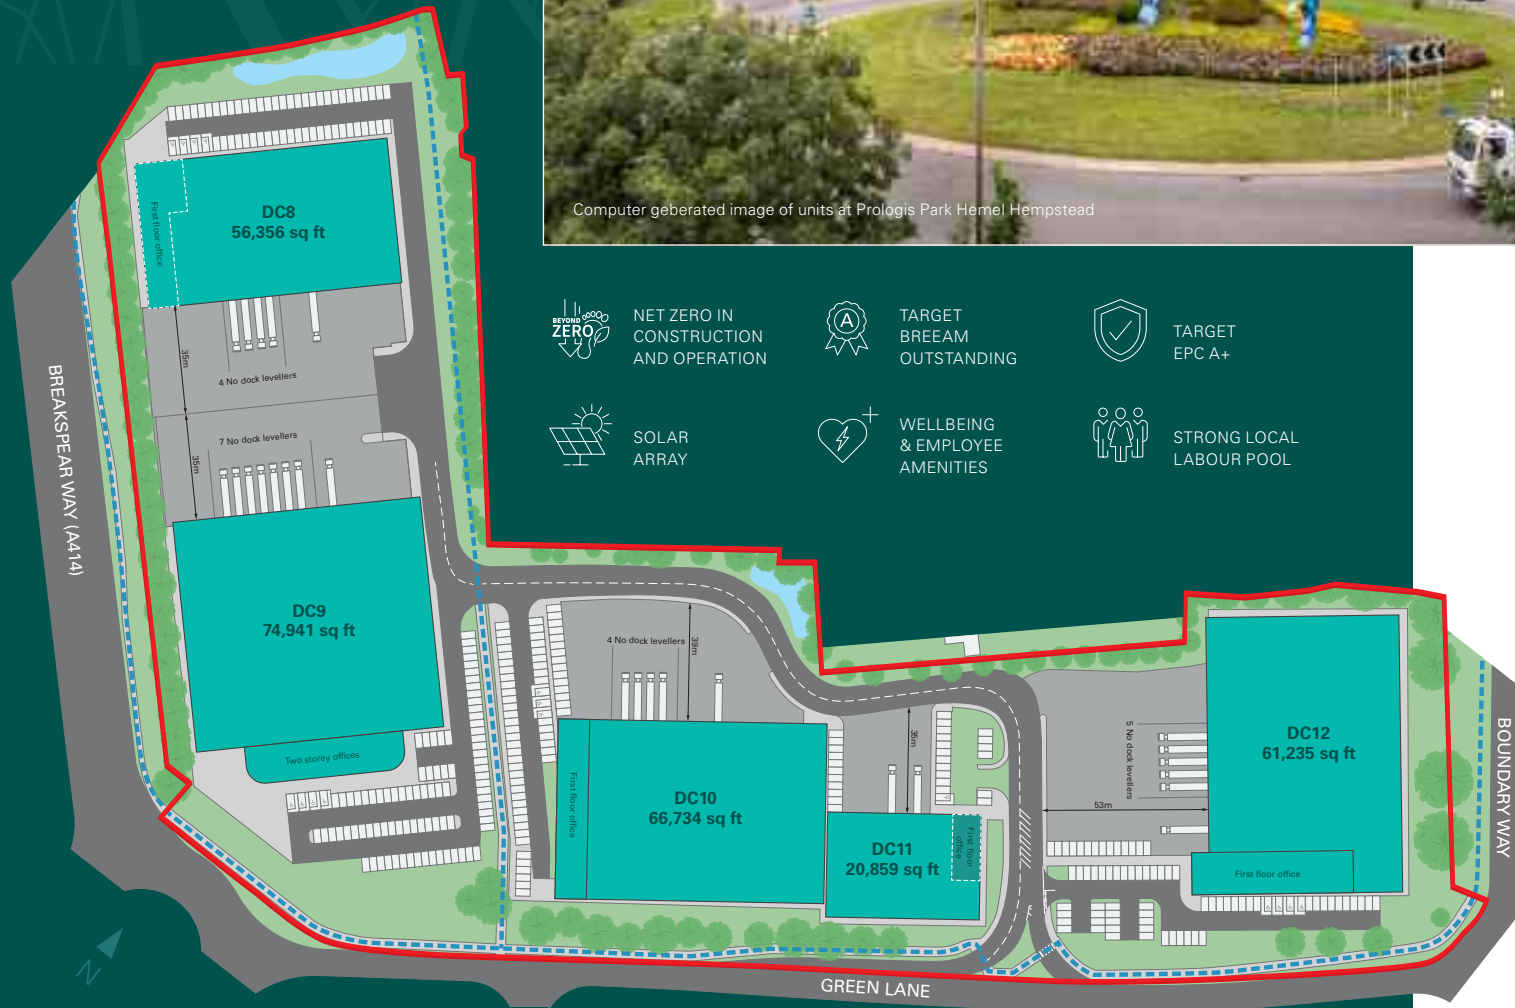 Computer geberated image of units at Prologis Park Hemel Hempstead
BEYOND
ZERO
NET ZERO IN
CONSTRUCTION
AND OPERATION
A
TARGET
BREEAM
OUTSTANDING
TARGET
EPC A+
SOLAR
ARRAY
WELLBEING
& EMPLOYEE
AMENITIES
STRONG LOCAL
LABOUR POOL
DC8
56,356 sq ft
First floor office
35m
4 No dock levellers
7 No dock levellers
35m
BREAKSPEAR WAY (A414)
DC9
74,941 sq ft
Two storey offices
4 No dock levellers
39m
First floor office
DC10
66,734 sq ft
35m
DC11
20,859 sq ft
First floor
office
5 No dock levellers
53m
DC12
61,235 sq ft
First floor office
BOUNDARY WAY
GREEN LANE
N